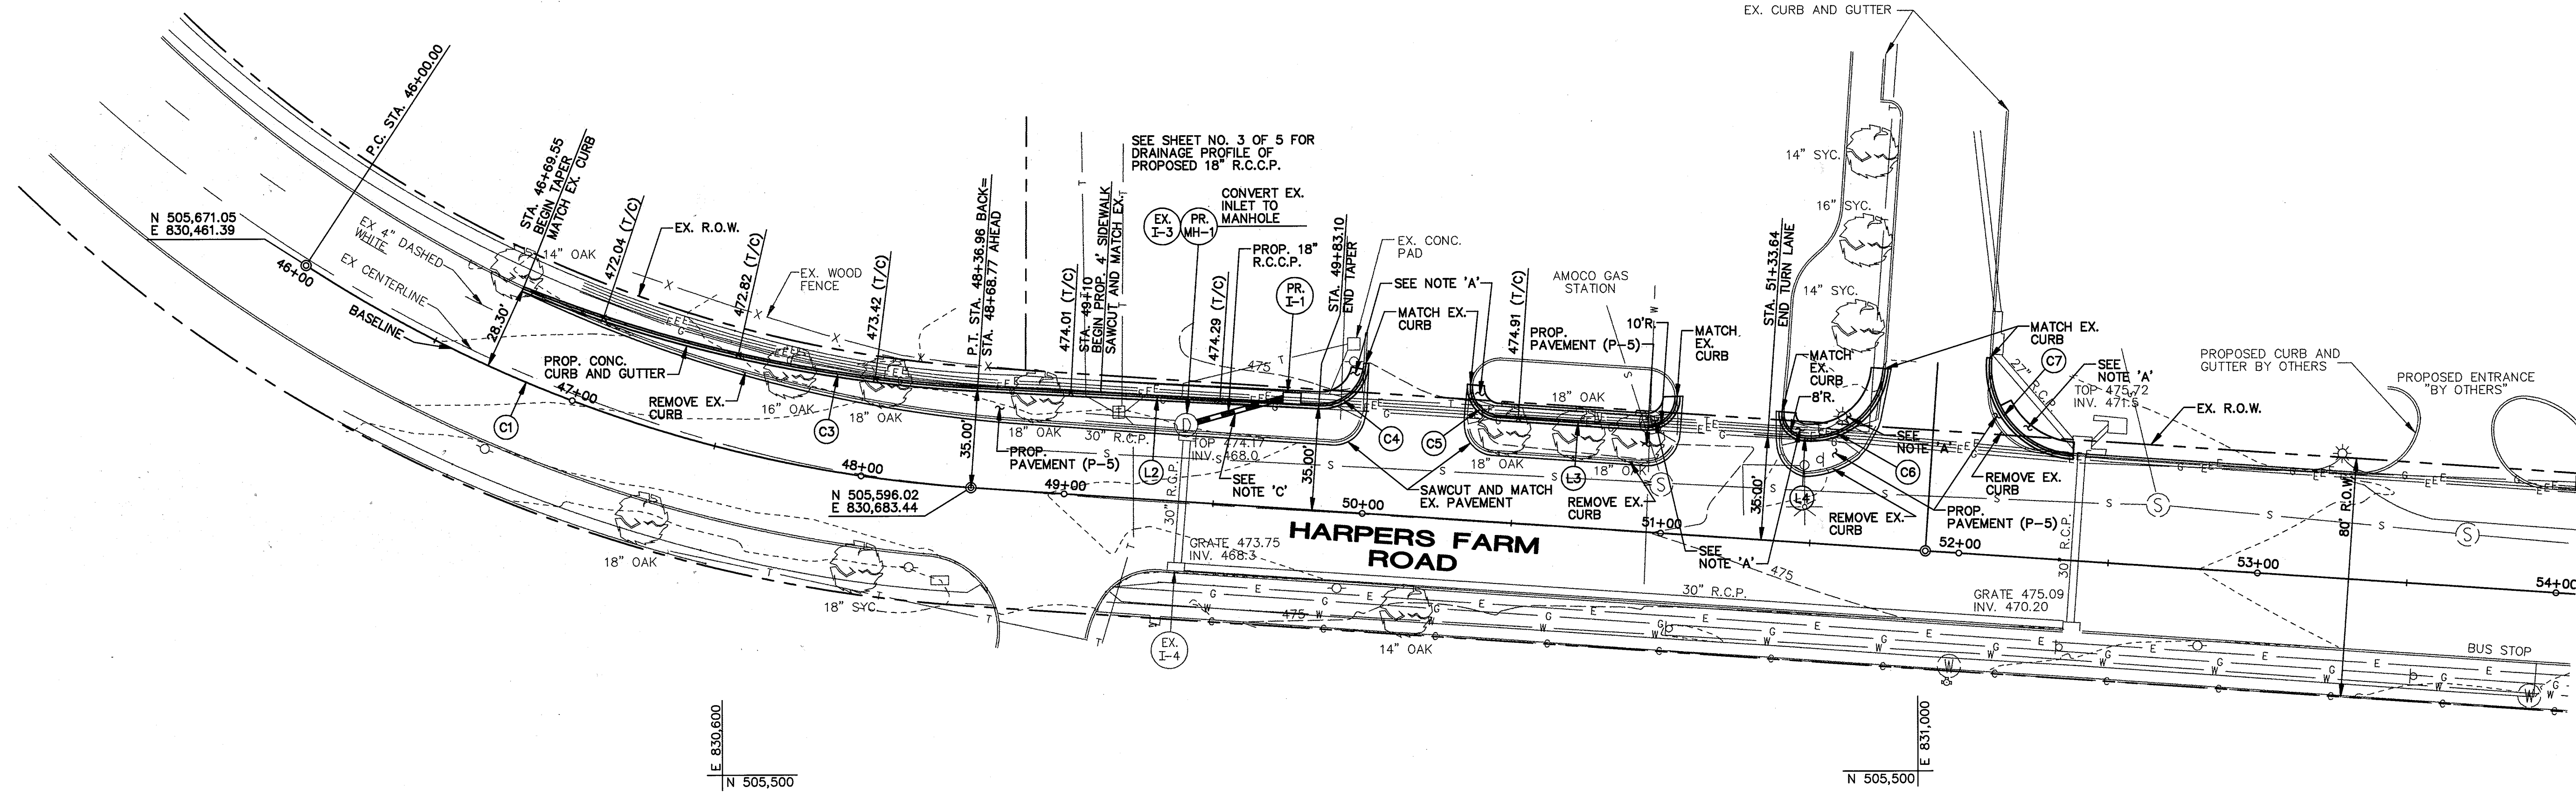 EX. CURB AND GUTTER
P.C. STA. 46+00.00
N 505,671.05
E 830,461.39
46+00
EX 4" DASHED
WHITE
EX CENTERLINE
BASELINE
STA. 46+69.55
BEGIN TAPER
MATCH EX. CURB
14" OAK
28.30'
472.04 (T/C)
EX. R.O.W.
472.82 (T/C)
EX. WOOD
FENCE
473.42 (T/C)
PROP. CONC.
CURB AND GUTTER
47+00
C1
REMOVE EX.
CURB
16" OAK
C3
18" OAK
48+00
P.T. STA. 48+36.96 BACK=
STA. 48+68.77 AHEAD
35.00'
N 505,596.02
E 830,683.44
18" OAK
PROP.
PAVEMENT (P-5)
474.01 (T/C)
STA. 49+10
BEGIN PROP. 4' SIDEWALK
SAWCUT AND MATCH EX.
SEE SHEET NO. 3 OF 5 FOR
DRAINAGE PROFILE OF
PROPOSED 18" R.C.C.P.
CONVERT EX.
INLET TO
MANHOLE
EX.
I-3
PR.
MH-1
474.29 (T/C)
PROP. 18"
R.C.C.P.
PR.
I-1
475
STA. 49+83.10
END TAPER
EX. CONC.
PAD
SEE NOTE 'A'
MATCH EX.
CURB
C4
C5
L2
30" R.C.P.
D
TOP 474.17
INV. 468.0
SEE
NOTE 'C'
35.00'
49+00
30" R.C.P.
GRATE 473.75
INV. 468.3
EX.
I-4
50+00
HARPERS FARM
ROAD
SAWCUT AND MATCH
EX. PAVEMENT
474.91 (T/C)
PROP.
PAVEMENT (P-5)
AMOCO GAS
STATION
10'R.
MATCH
EX.
CURB
18" OAK
18" OAK
18" OAK
L3
REMOVE EX.
CURB
51+00
SEE
NOTE 'A'
475
STA. 51+33.64
END TURN LANE
35.00'
MATCH
EX.
CURB
8'R.
L4
14" SYC.
16" SYC.
14" SYC.
SEE
NOTE 'A'
C6
REMOVE EX.
CURB
PROP.
PAVEMENT (P-5)
REMOVE EX.
CURB
MATCH EX.
CURB
C7
SEE
NOTE 'A'
27" R.C.P.
TOP 475.72
INV. 471.5
EX. R.O.W.
PROPOSED CURB AND
GUTTER BY OTHERS
PROPOSED ENTRANCE
"BY OTHERS"
52+00
30" R.C.P.
GRATE 475.09
INV. 470.20
80' R.O.W.
53+00
54+00
18" OAK
18" SYC.
475
14" OAK
30" R.C.P.
BUS STOP
E 830,600
N 505,500
E 831,000
N 505,500